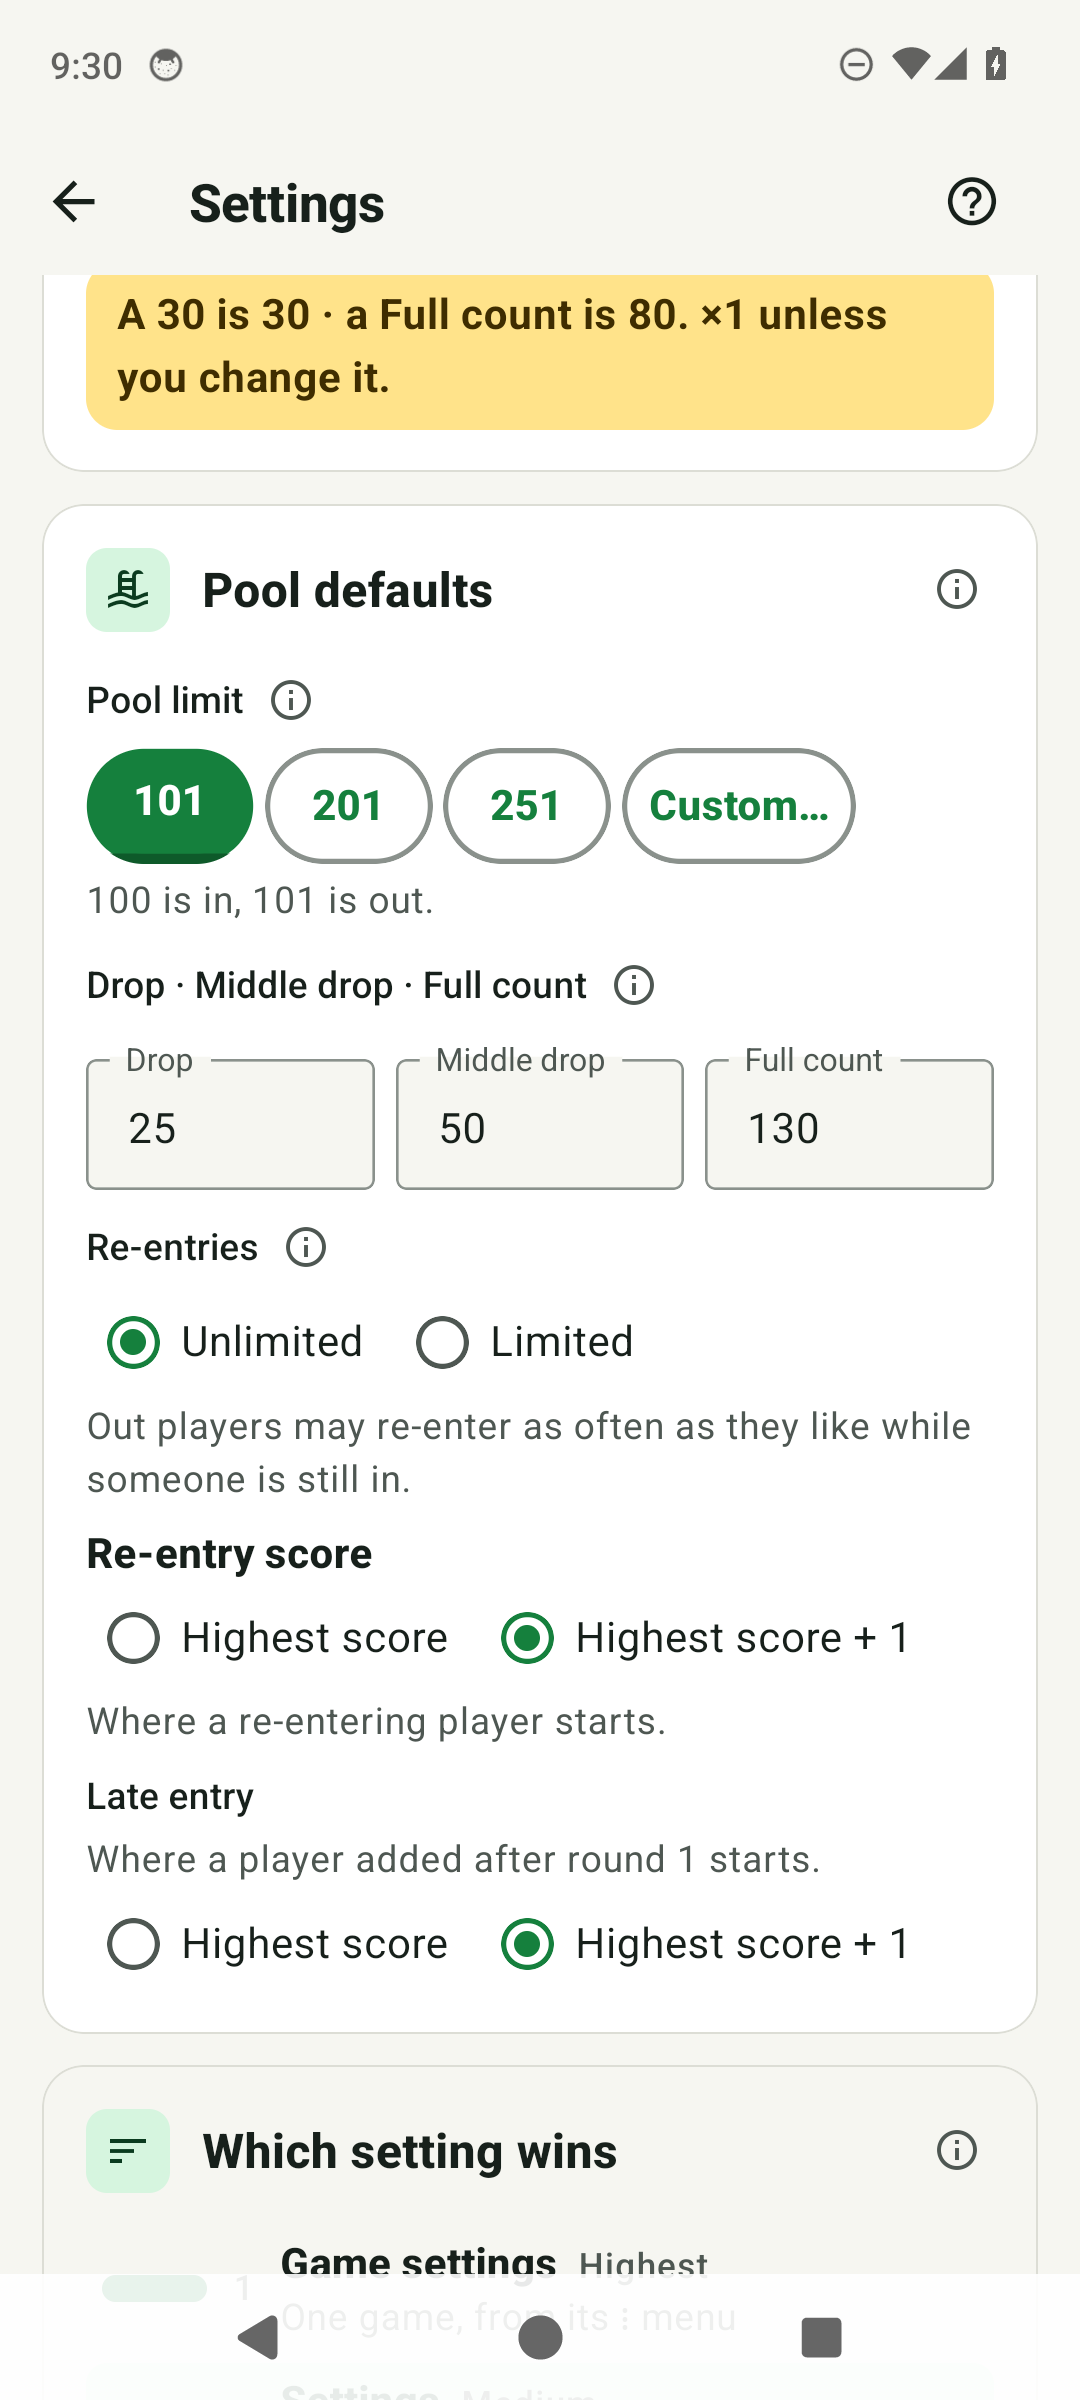 9:30
Settings
A 30 is 30 · a Full count is 80. ×1 unless
you change it.
Pool defaults
Pool limit
101 201 251 Custom...
100 is in, 101 is out.
Drop · Middle drop · Full count
Drop Middle drop Full count
25 50 130
Re-entries
Unlimited Limited
Out players may re-enter as often as they like while
someone is still in.
Re-entry score
Highest score Highest score + 1
Where a re-entering player starts.
Late entry
Where a player added after round 1 starts.
Highest score Highest score + 1
Which setting wins
Game settings Highest
1
One game, from its ⋮ menu
Settings Medium